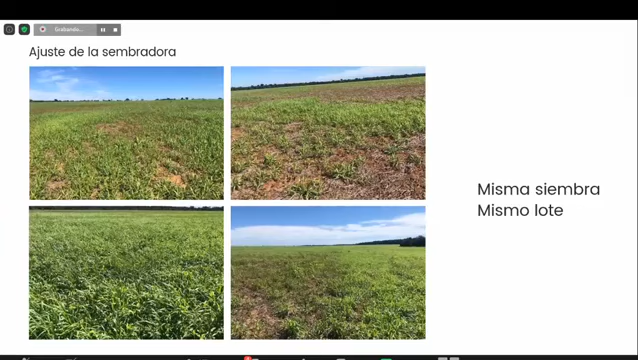 Grabando...
Ajuste de la sembradora
Misma siembra
Mismo lote